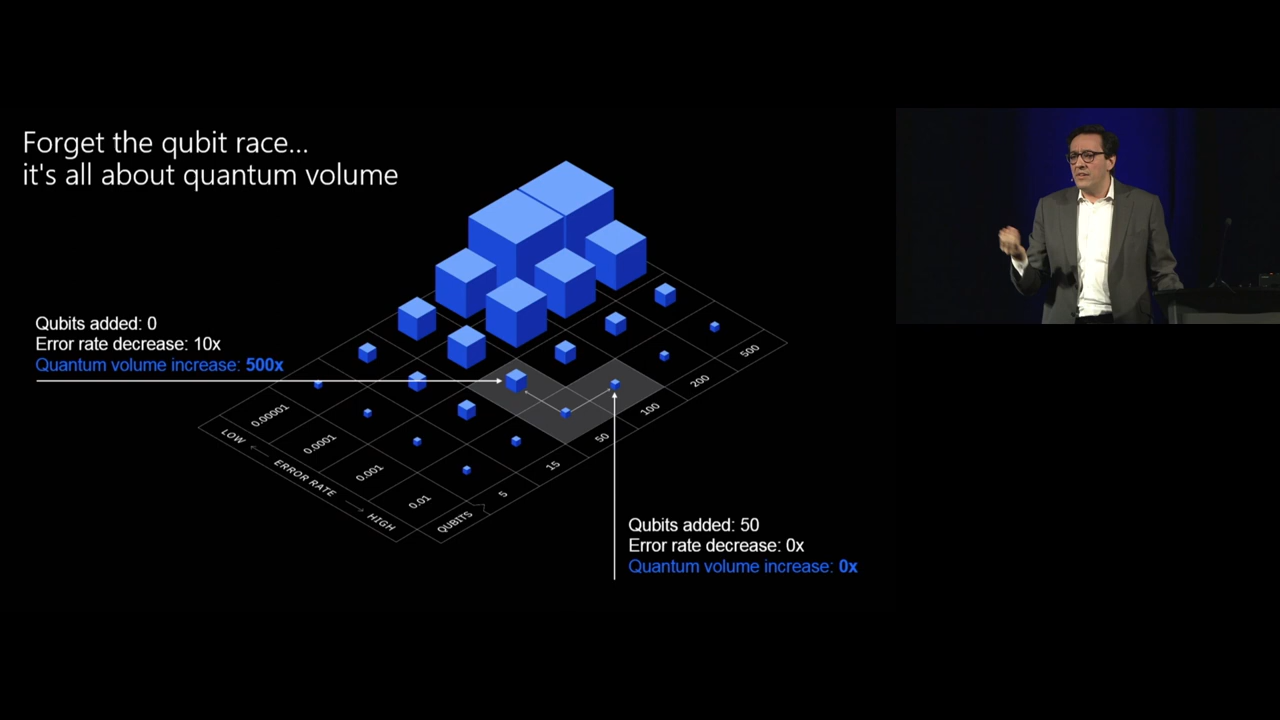 Forget the qubit race...
it's all about quantum volume
Qubits added: 0
Error rate decrease: 10x
Quantum volume increase: 500x
0.00001
0.0001
0.001
0.01
LOW
ERROR RATE
HIGH
QUBITS
5
15
50
100
200
500
Qubits added: 50
Error rate decrease: 0x
Quantum volume increase: 0x